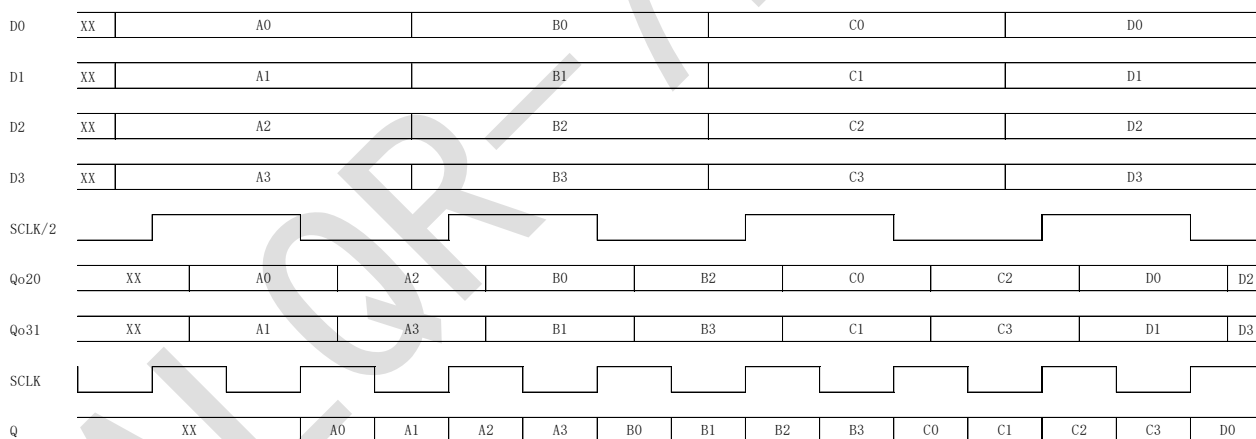 D0 XX A0 B0 C0 D0
D1 XX A1 B1 C1 D1
D2 XX A2 B2 C2 D2
D3 XX A3 B3 C3 D3
SCLK/2
Qo20 XX A0 A2 B0 B2 C0 C2 D0 D2
Qo31 XX A1 A3 B1 B3 C1 C3 D1 D3
SCLK
Q XX A0 A1 A2 A3 B0 B1 B2 B3 C0 C1 C2 C3 D0